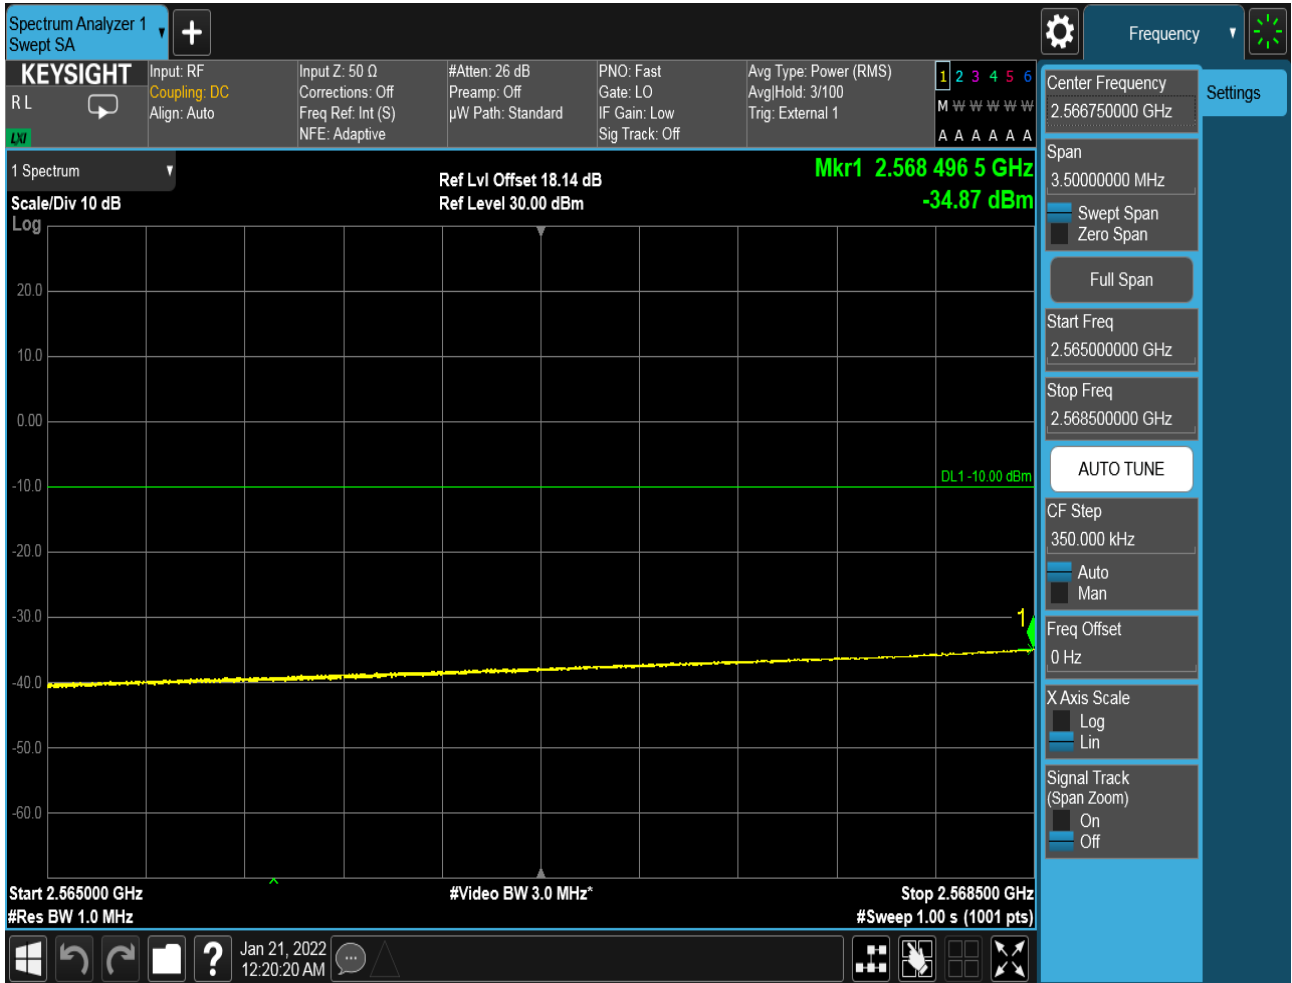 Spectrum Analyzer 1
Swept SA
Frequency
KEYSIGHT
R L
LXI
Input: RF
Coupling: DC
Align: Auto
Input Z: 50 Ω
Corrections: Off
Freq Ref: Int (S)
NFE: Adaptive
#Atten: 26 dB
Preamp: Off
µW Path: Standard
PNO: Fast
Gate: LO
IF Gain: Low
Sig Track: Off
Avg Type: Power (RMS)
Avg|Hold: 3/100
Trig: External 1
1 2 3 4 5 6
M W W W W W
A A A A A A
1 Spectrum
Scale/Div 10 dB
Log
Ref Lvl Offset 18.14 dB
Ref Level 30.00 dBm
Mkr1 2.568 496 5 GHz
-34.87 dBm
20.0
10.0
0.00
-10.0
-20.0
-30.0
-40.0
-50.0
-60.0
DL1 -10.00 dBm
1
Start 2.565000 GHz
#Res BW 1.0 MHz
#Video BW 3.0 MHz*
Stop 2.568500 GHz
#Sweep 1.00 s (1001 pts)
Jan 21, 2022
12:20:20 AM
Center Frequency
2.566750000 GHz
Settings
Span
3.50000000 MHz
Swept Span
Zero Span
Full Span
Start Freq
2.565000000 GHz
Stop Freq
2.568500000 GHz
AUTO TUNE
CF Step
350.000 kHz
Auto
Man
Freq Offset
0 Hz
X Axis Scale
Log
Lin
Signal Track
(Span Zoom)
On
Off